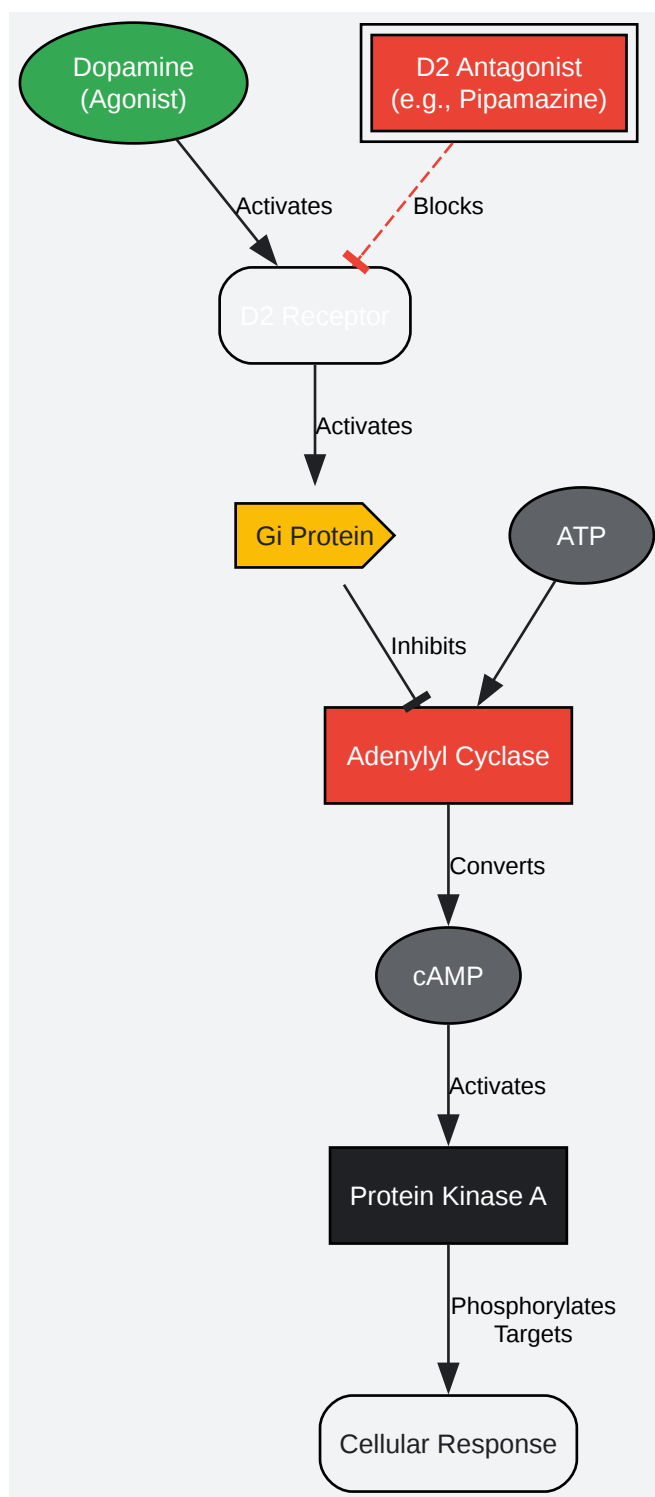 Dopamine
(Agonist)
D2 Antagonist
(e.g., Pipamazine)
Activates
Blocks
D2 Receptor
Activates
Gi Protein
ATP
Inhibits
Adenylyl Cyclase
Converts
cAMP
Activates
Protein Kinase A
Phosphorylates
Targets
Cellular Response